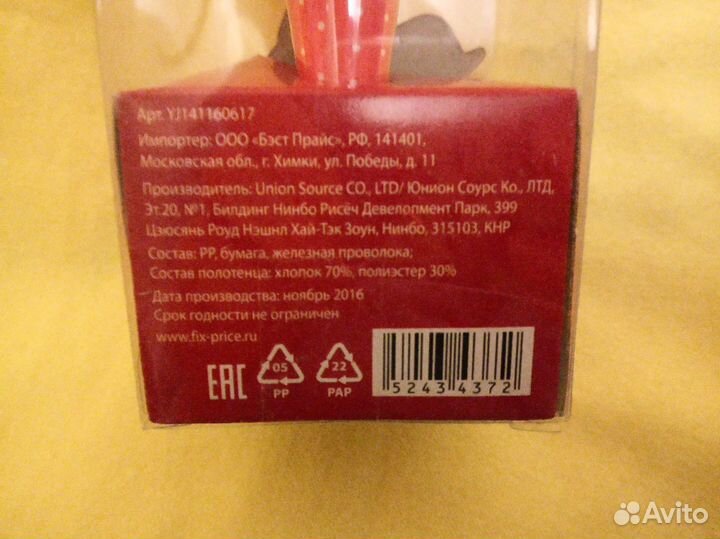 Арт. YJ141160617
Импортер: ООО «Бэст Прайс», РФ, 141401,
Московская обл., г. Химки, ул. Победы, д. 11
Производитель: Union Source CO., LTD/ Юнион Соурс Ко., ЛТД,
Эт.20, №1, Билдинг Нинбо Рисёч Девелопмент Парк, 399
Цзюсянь Роуд Нэшнл Хай-Тэк Зоун, Нинбо, 315103, КНР
Состав: PP, бумага, железная проволока;
Состав полотенца: хлопок 70%, полиэстер 30%
Дата производства: ноябрь 2016
Срок годности не ограничен
www.fix-price.ru
EAC
05
PP
22
PAP
5243 4372
Avito